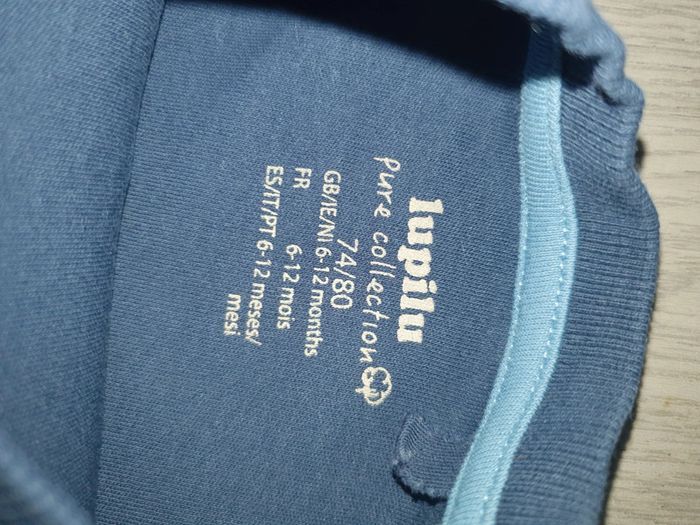 lupilu
Pure collection
74/80
GB/IE/NI 6-12 months
FR 6-12 mois
ES/IT/PT 6-12 meses/
mesi